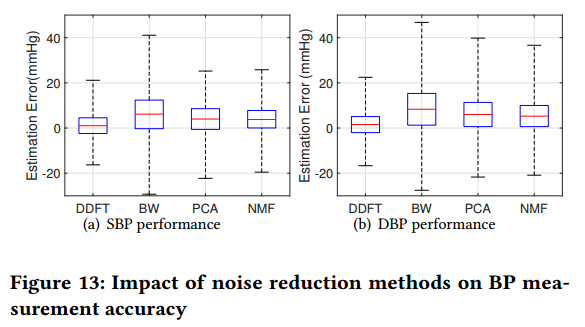 Estimation Error(mmHg)
40
20
0
-20
DDFT BW PCA NMF
(a) SBP performance
Estimation Error (mmHg)
40
20
0
-20
DDFT BW PCA NMF
(b) DBP performance
Figure 13: Impact of noise reduction methods on BP mea-
surement accuracy